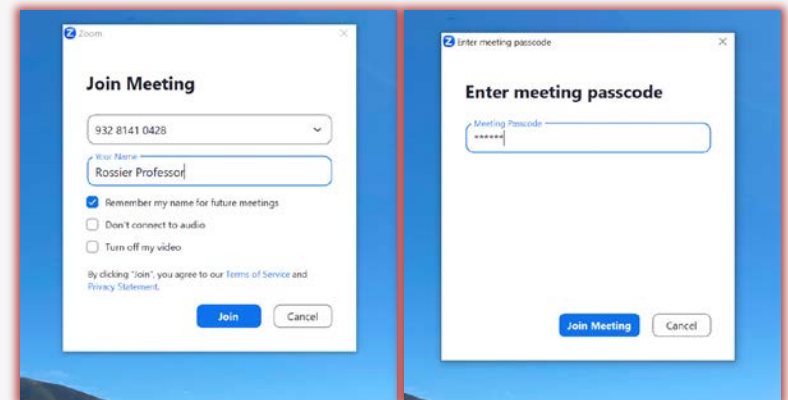 Zoom
Join Meeting
932 8141 0428
Your Name
Rossier Professor
Remember my name for future meetings
Don't connect to audio
Turn off my video
By clicking "Join", you agree to our Terms of Service and
Privacy Statement.
Join
Cancel
Enter meeting passcode
Enter meeting passcode
Meeting Passcode
******
Join Meeting
Cancel